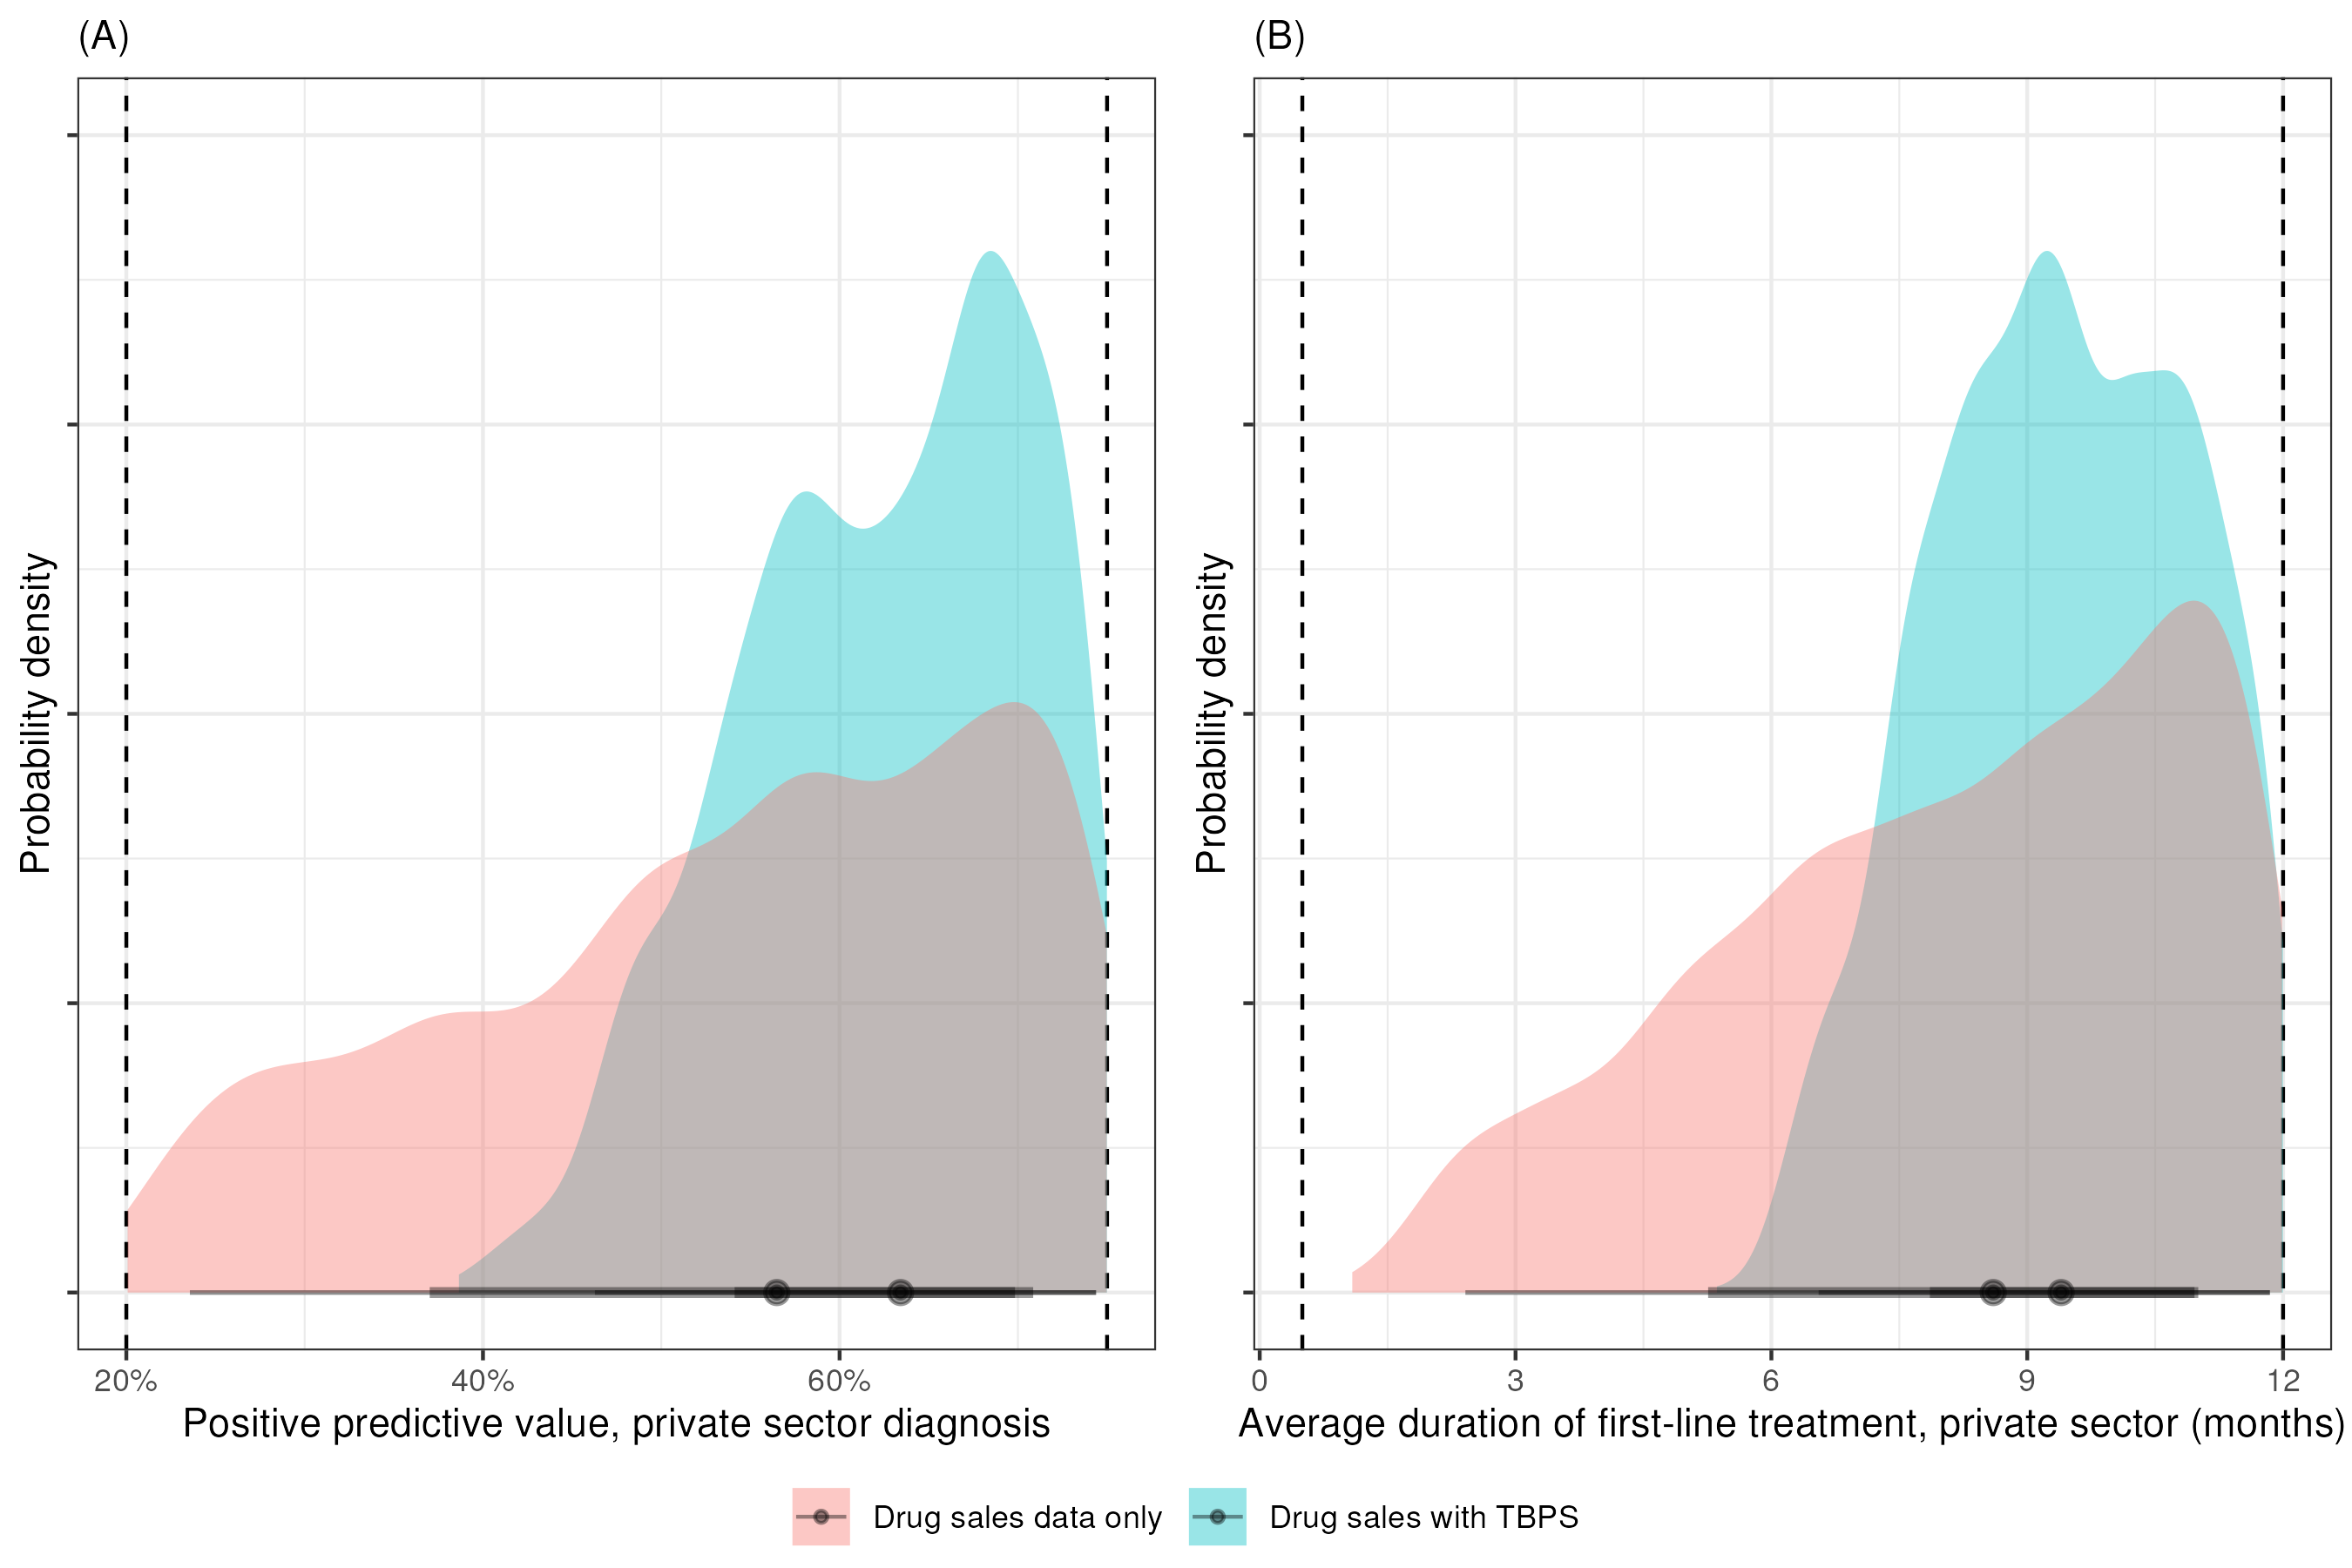 (A)
(B)
Probability density
Probability density
20%
40%
60%
0
3
6
9
12
Positive predictive value, private sector diagnosis
Average duration of first-line treatment, private sector (months)
Drug sales data only
Drug sales with TBPS